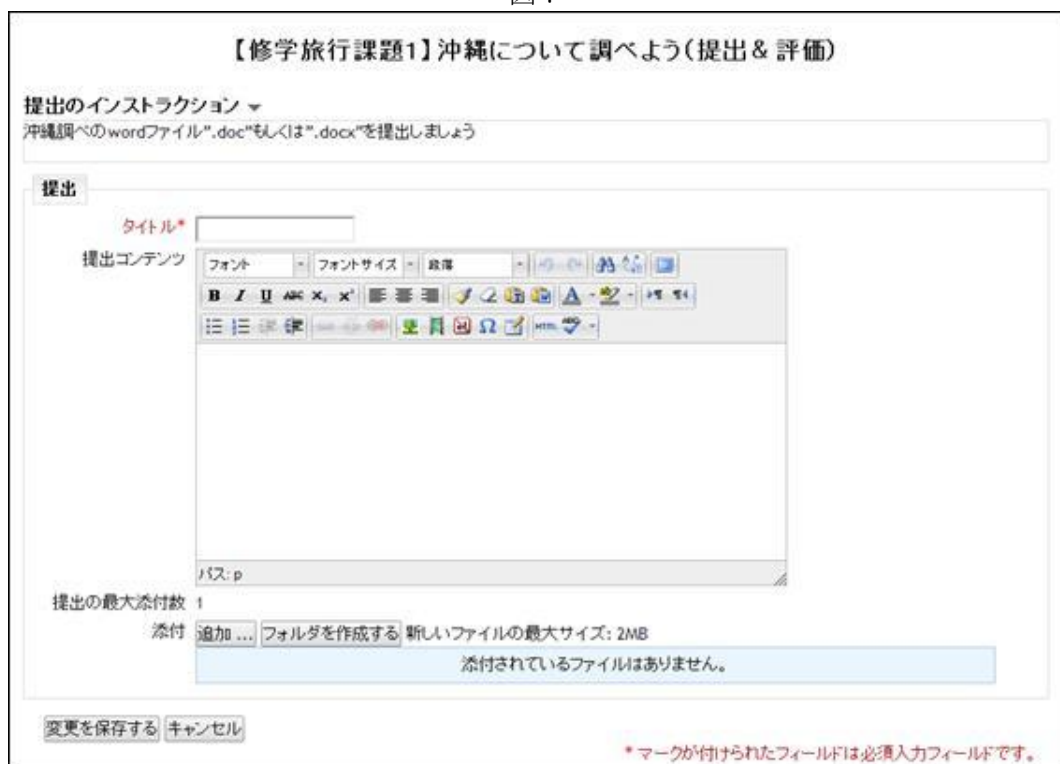 【修学旅行課題1】沖縄について調べよう(提出& 評価)
提出のインストラクション
沖縄調べのwordファイル".doc"もしくは".docx"を提出しましょう
提出
タイトル*
提出コンテンツ
フォント フォントサイズ 段落
B I U ABC x, x'
HTML
パス: p
提出の最大添付数 1
添付 追加 ... フォルダを作成する 新しいファイルの最大サイズ: 2MB
添付されているファイルはありません。
変更を保存する キャンセル
* マークが付けられたフィールドは必須入力フィールドです。